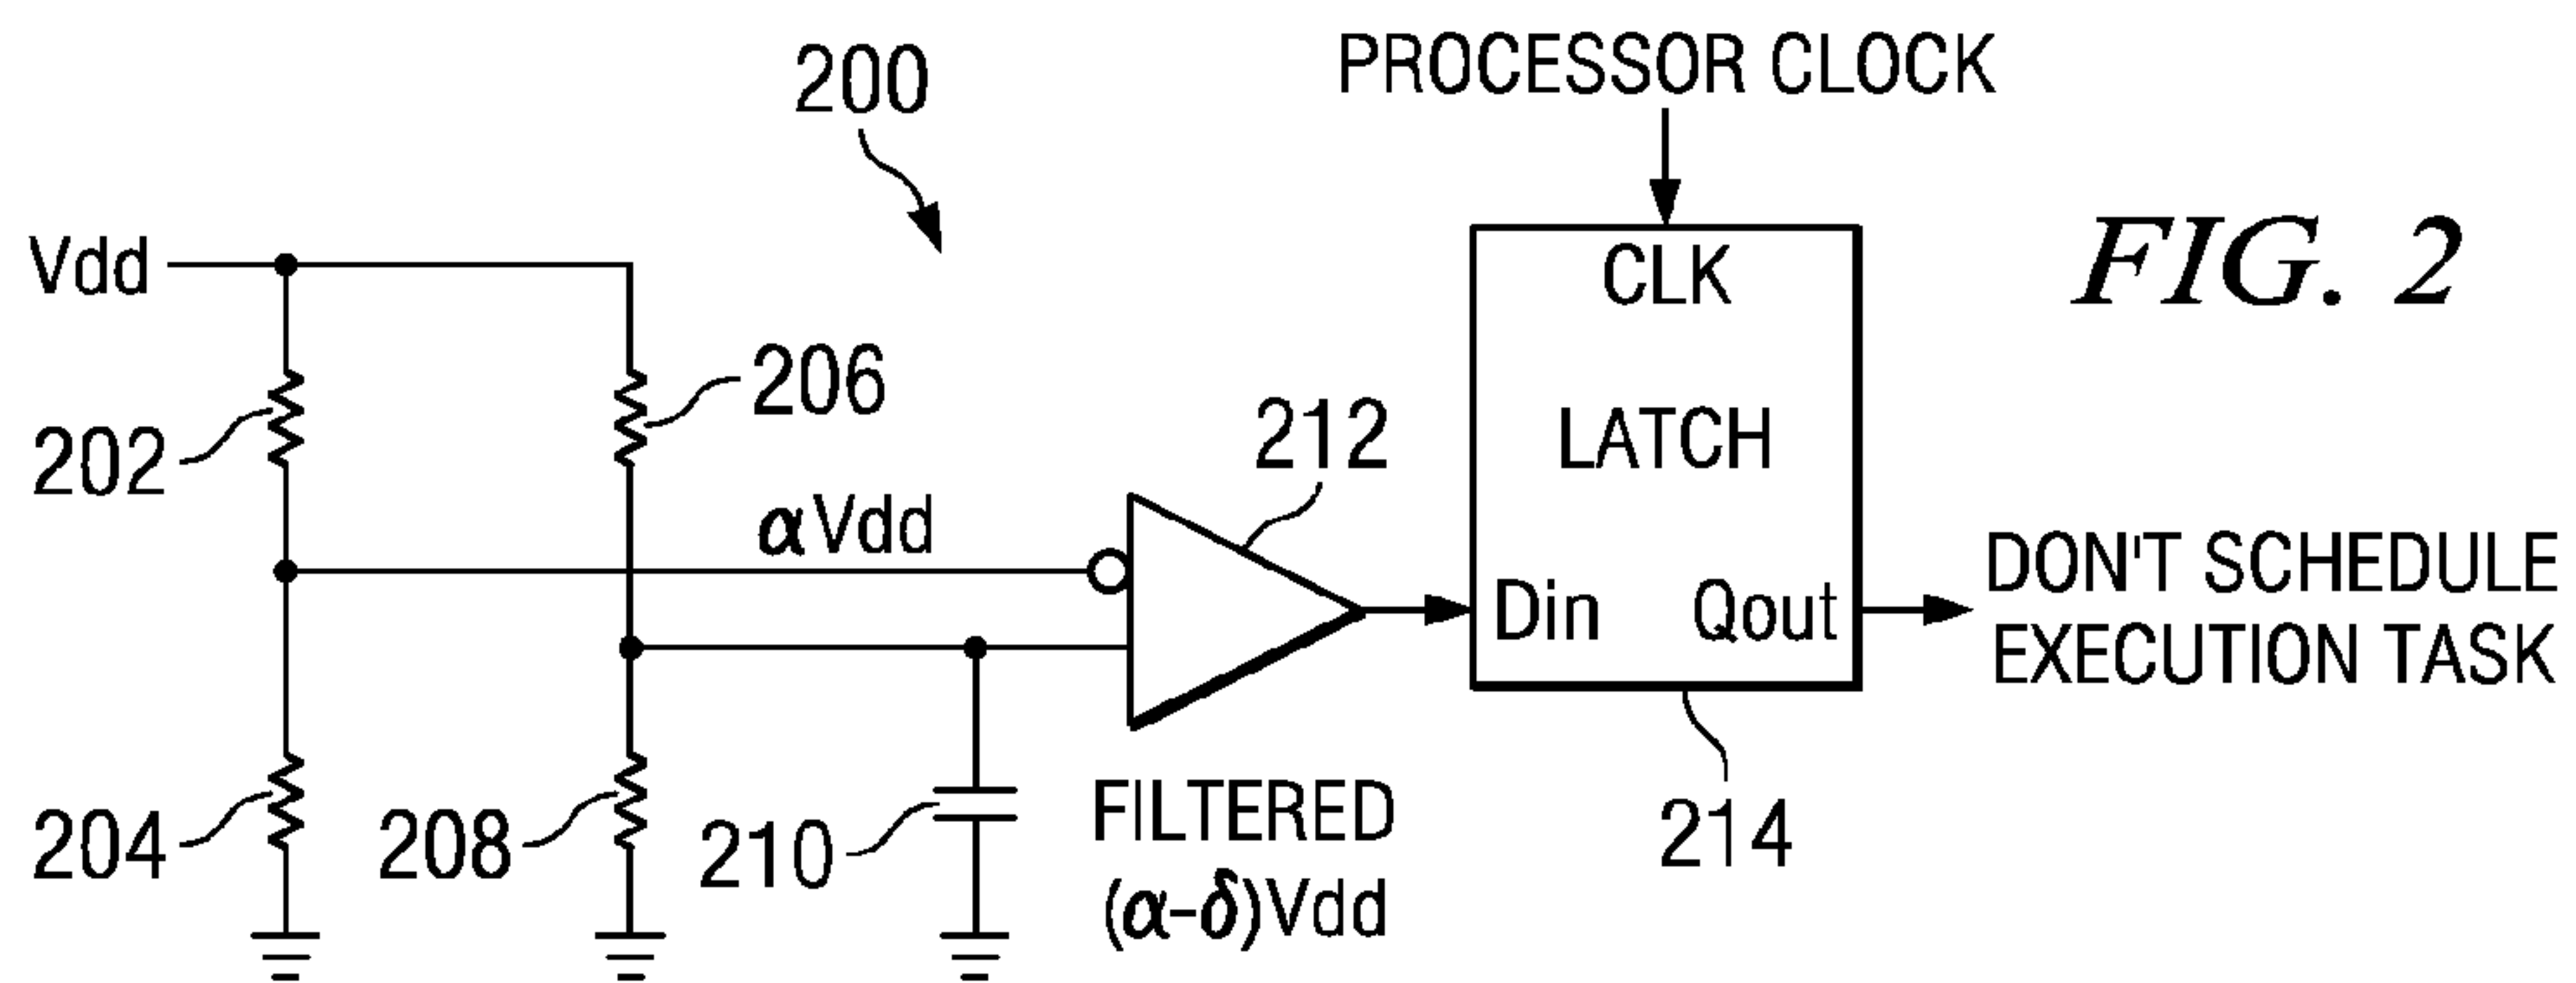 PROCESSOR CLOCK
200
FIG. 2
Vdd
CLK
206
202
212
LATCH
αVdd
Din
Qout
DON'T SCHEDULE
EXECUTION TASK
204
208
210
FILTERED
(α-δ)Vdd
214